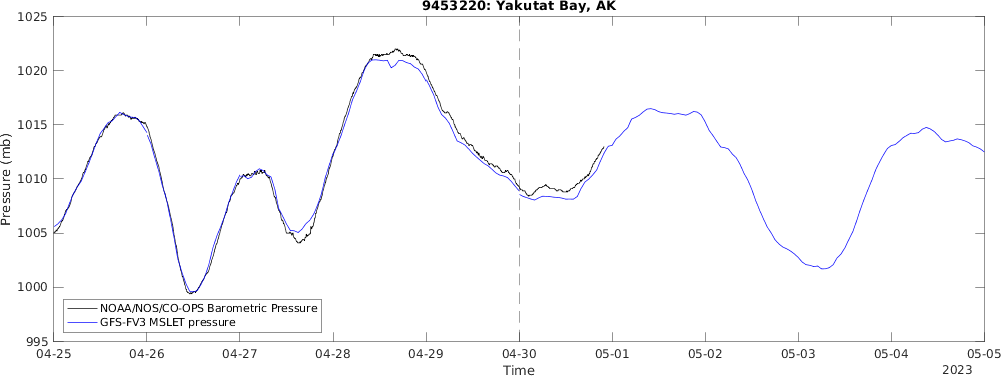 9453220: Yakutat Bay, AK
1025
1020
1015
1010
1005
1000
995
Pressure (mb)
NOAA/NOS/CO-OPS Barometric Pressure
GFS-FV3 MSLET pressure
04-25 04-26 04-27 04-28 04-29 04-30 05-01 05-02 05-03 05-04 05-05
Time
2023